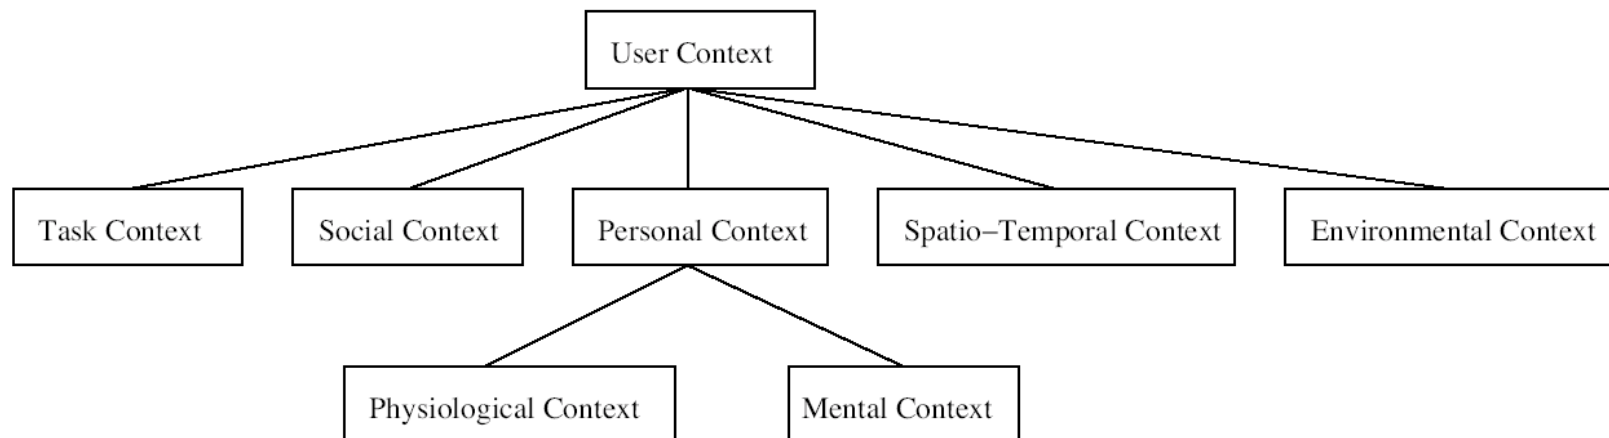 User Context
Task Context
Social Context
Personal Context
Spatio−Temporal Context
Environmental Context
Physiological Context
Mental Context